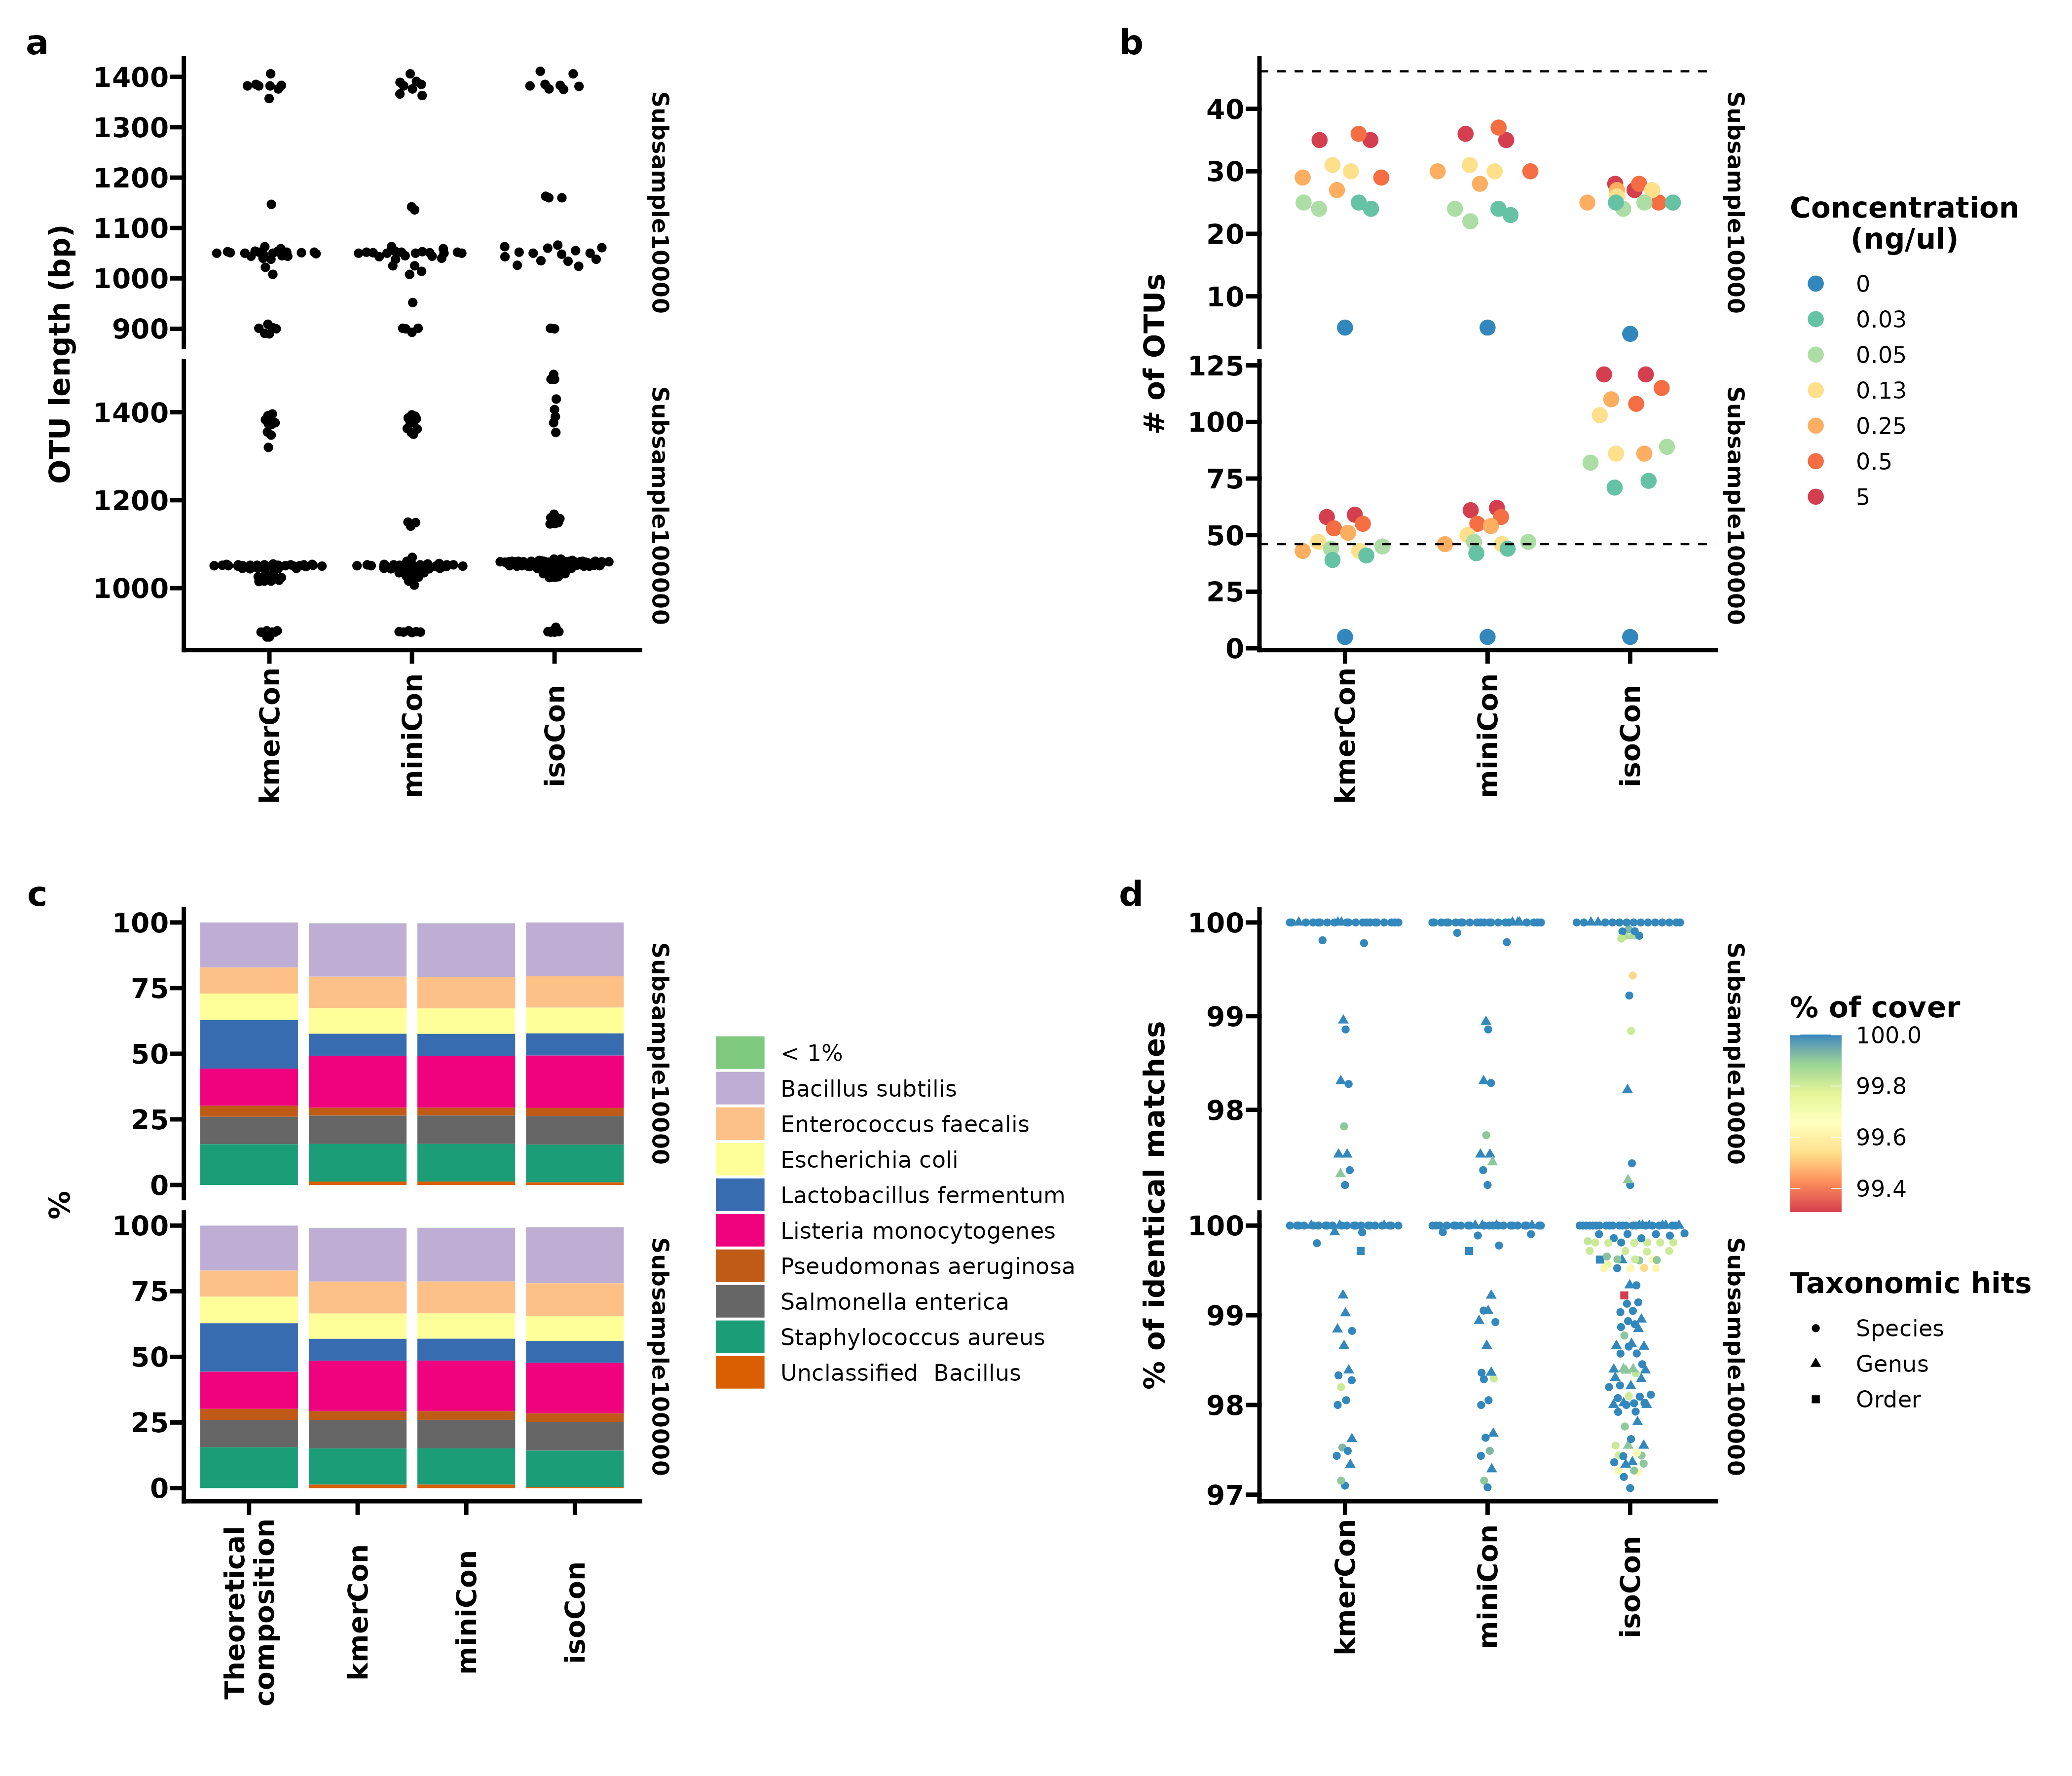 a
1400
1300
1200
1100
1000
900
Subsample10000
OTU length (bp)
1400
1200
1000
Subsample100000
kmerCon
miniCon
isoCon
b
40
30
20
10
Subsample10000
# of OTUs
125
100
75
50
25
0
Subsample100000
kmerCon
miniCon
isoCon
Concentration
(ng/ul)
0
0.03
0.05
0.13
0.25
0.5
5
c
100
75
50
25
0
Subsample10000
%
100
75
50
25
0
Subsample100000
Theoretical
composition
kmerCon
miniCon
isoCon
< 1%
Bacillus subtilis
Enterococcus faecalis
Escherichia coli
Lactobacillus fermentum
Listeria monocytogenes
Pseudomonas aeruginosa
Salmonella enterica
Staphylococcus aureus
Unclassified  Bacillus
d
100
99
98
Subsample10000
% of identical matches
100
99
98
97
Subsample100000
kmerCon
miniCon
isoCon
% of cover
100.0
99.8
99.6
99.4
Taxonomic hits
Species
Genus
Order